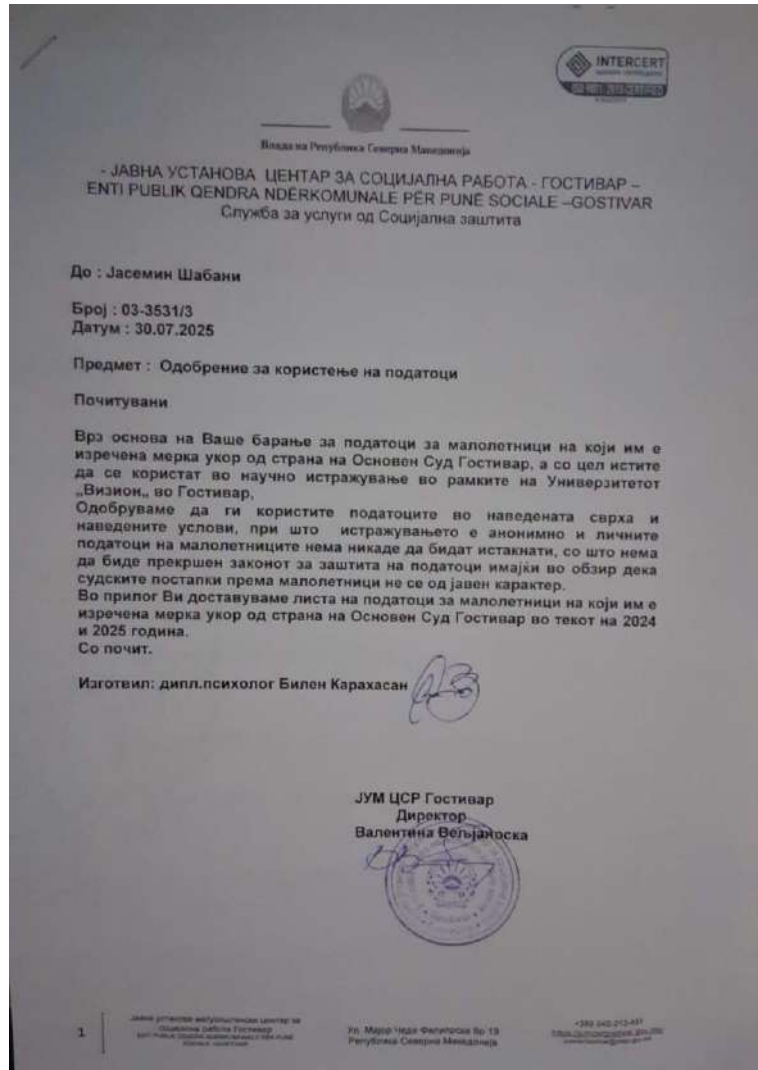 INTERCERT
Влада на Република Северна Македонија
- ЈАВНА УСТАНОВА ЦЕНТАР ЗА СОЦИЈАЛНА РАБОТА - ГОСТИВАР –
ENTI PUBLIK QENDRA NDËRKOMUNALE PËR PUNË SOCIALE –GOSTIVAR
Служба за услуги од Социјална заштита
До : Јасемин Шабани
Број : 03-3531/3
Датум : 30.07.2025
Предмет : Одобрение за користење на податоци
Почитувани
Врз основа на Ваше барање за податоци за малолетници на кои им е
изречена мерка укор од страна на Основен Суд Гостивар, а со цел истите
да се користат во научно истражување во рамките на Универзитетот
„Визион„ во Гостивар,
Одобруваме да ги користите податоците во наведената сврха и
наведените услови, при што истражувањето е анонимно и личните
податоци на малолетниците нема никаде да бидат истакнати, со што нема
да биде прекршен законот за заштита на податоци имајќи во обзир дека
судските постапки према малолетници не се од јавен карактер.
Во прилог Ви доставуваме листа на податоци за малолетници на кои им е
изречена мерка укор од страна на Основен Суд Гостивар во текот на 2024
и 2025 година.
Со почит.
Изготвил: дипл.психолог Билен Карахасан
ЈУМ ЦСР Гостивар
Директор
Валентина Вељаноска
1
Република Северна Македонија